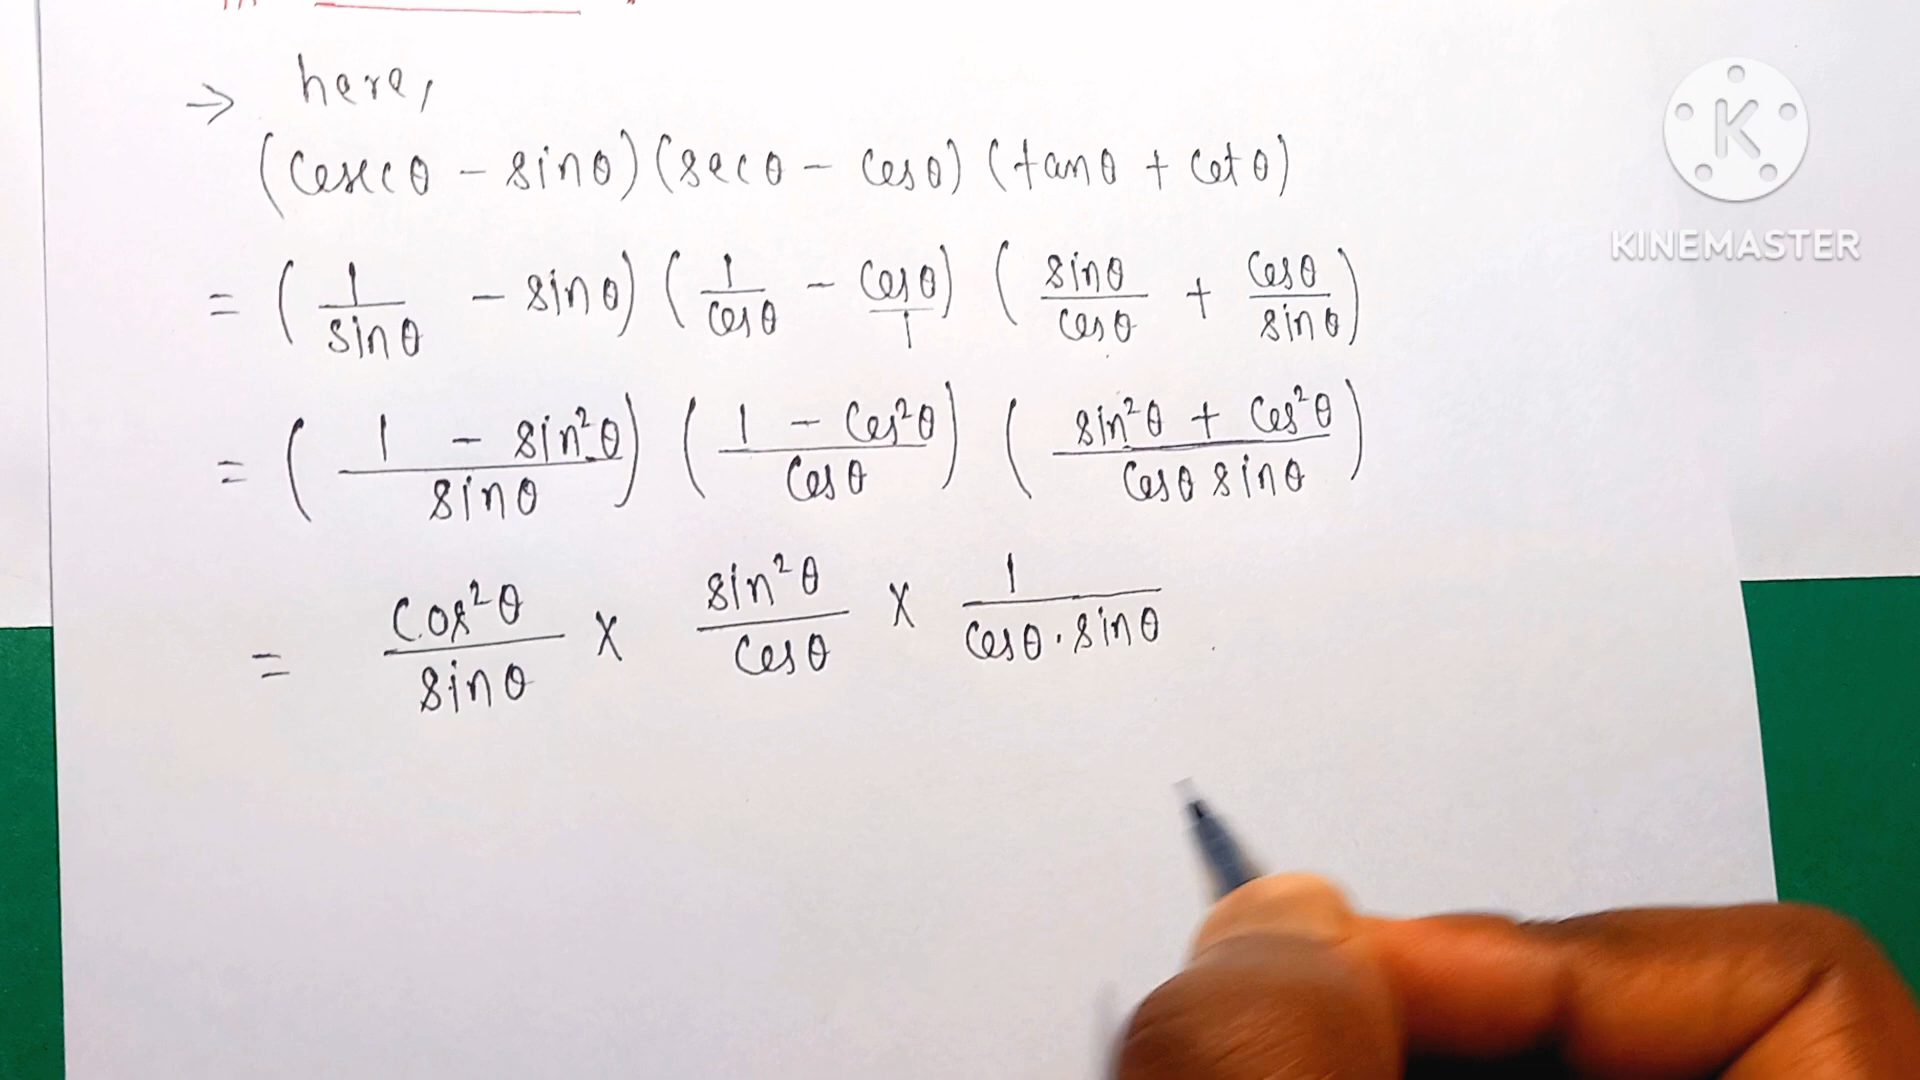 → here,
(cosecθ - sinθ)(secθ - cosθ)(tanθ + cotθ)
= (1/sinθ - sinθ)(1/cosθ - cosθ/1)(sinθ/cosθ + cosθ/sinθ)
= (1 - sin²θ/sinθ)(1 - cos²θ/cosθ)(sin²θ + cos²θ/cosθ sinθ)
= cos²θ/sinθ × sin²θ/cosθ × 1/cosθ·sinθ
K
KINEMASTER